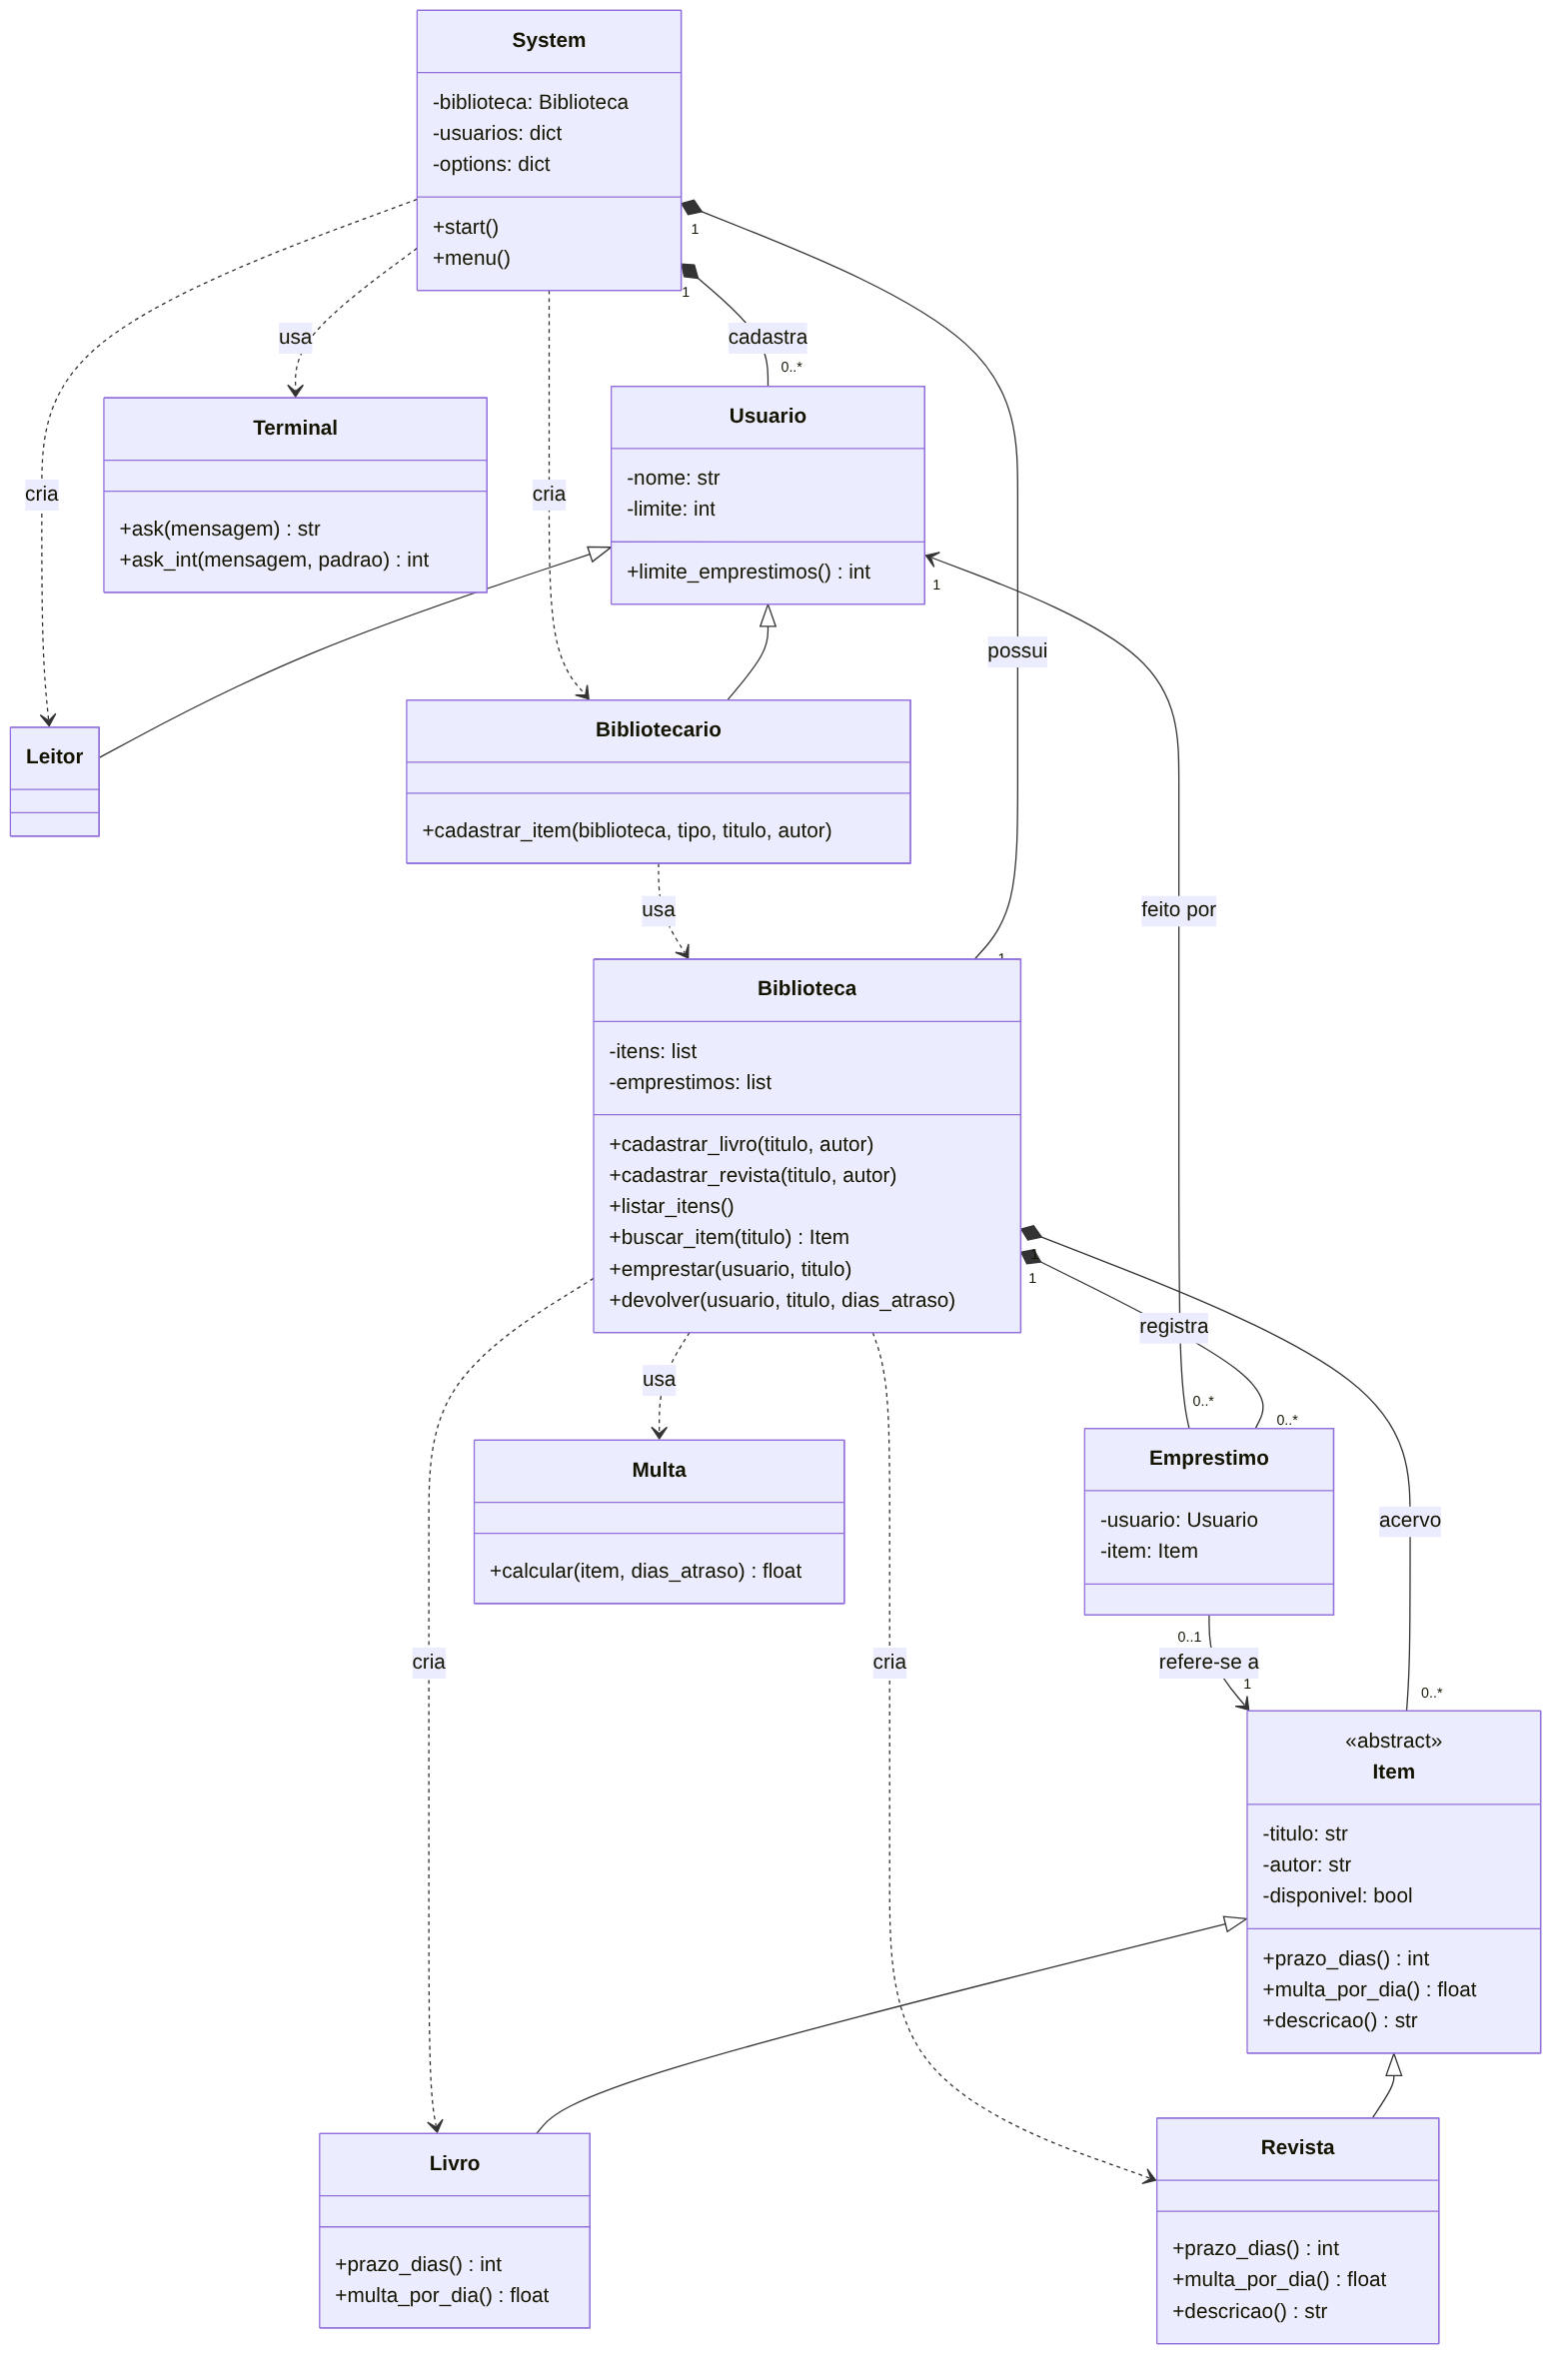 System
-biblioteca: Biblioteca
-usuarios: dict
-options: dict
+start()
+menu()
1
1
usa
cadastra
0..*
Terminal
+ask(mensagem) : str
+ask_int(mensagem, padrao) : int
cria
cria
Usuario
-nome: str
-limite: int
+limite_emprestimos() : int
1
possui
Leitor
Bibliotecario
+cadastrar_item(biblioteca, tipo, titulo, autor)
usa
feito por
1
Biblioteca
-itens: list
-emprestimos: list
+cadastrar_livro(titulo, autor)
+cadastrar_revista(titulo, autor)
+listar_itens()
+buscar_item(titulo) : Item
+emprestar(usuario, titulo)
+devolver(usuario, titulo, dias_atraso)
1
1
registra
usa
0..*
0..*
Multa
+calcular(item, dias_atraso) : float
Emprestimo
-usuario: Usuario
-item: Item
acervo
cria
cria
0..1
refere-se a
1
0..*
«abstract»
Item
-titulo: str
-autor: str
-disponivel: bool
+prazo_dias() : int
+multa_por_dia() : float
+descricao() : str
Livro
+prazo_dias() : int
+multa_por_dia() : float
Revista
+prazo_dias() : int
+multa_por_dia() : float
+descricao() : str